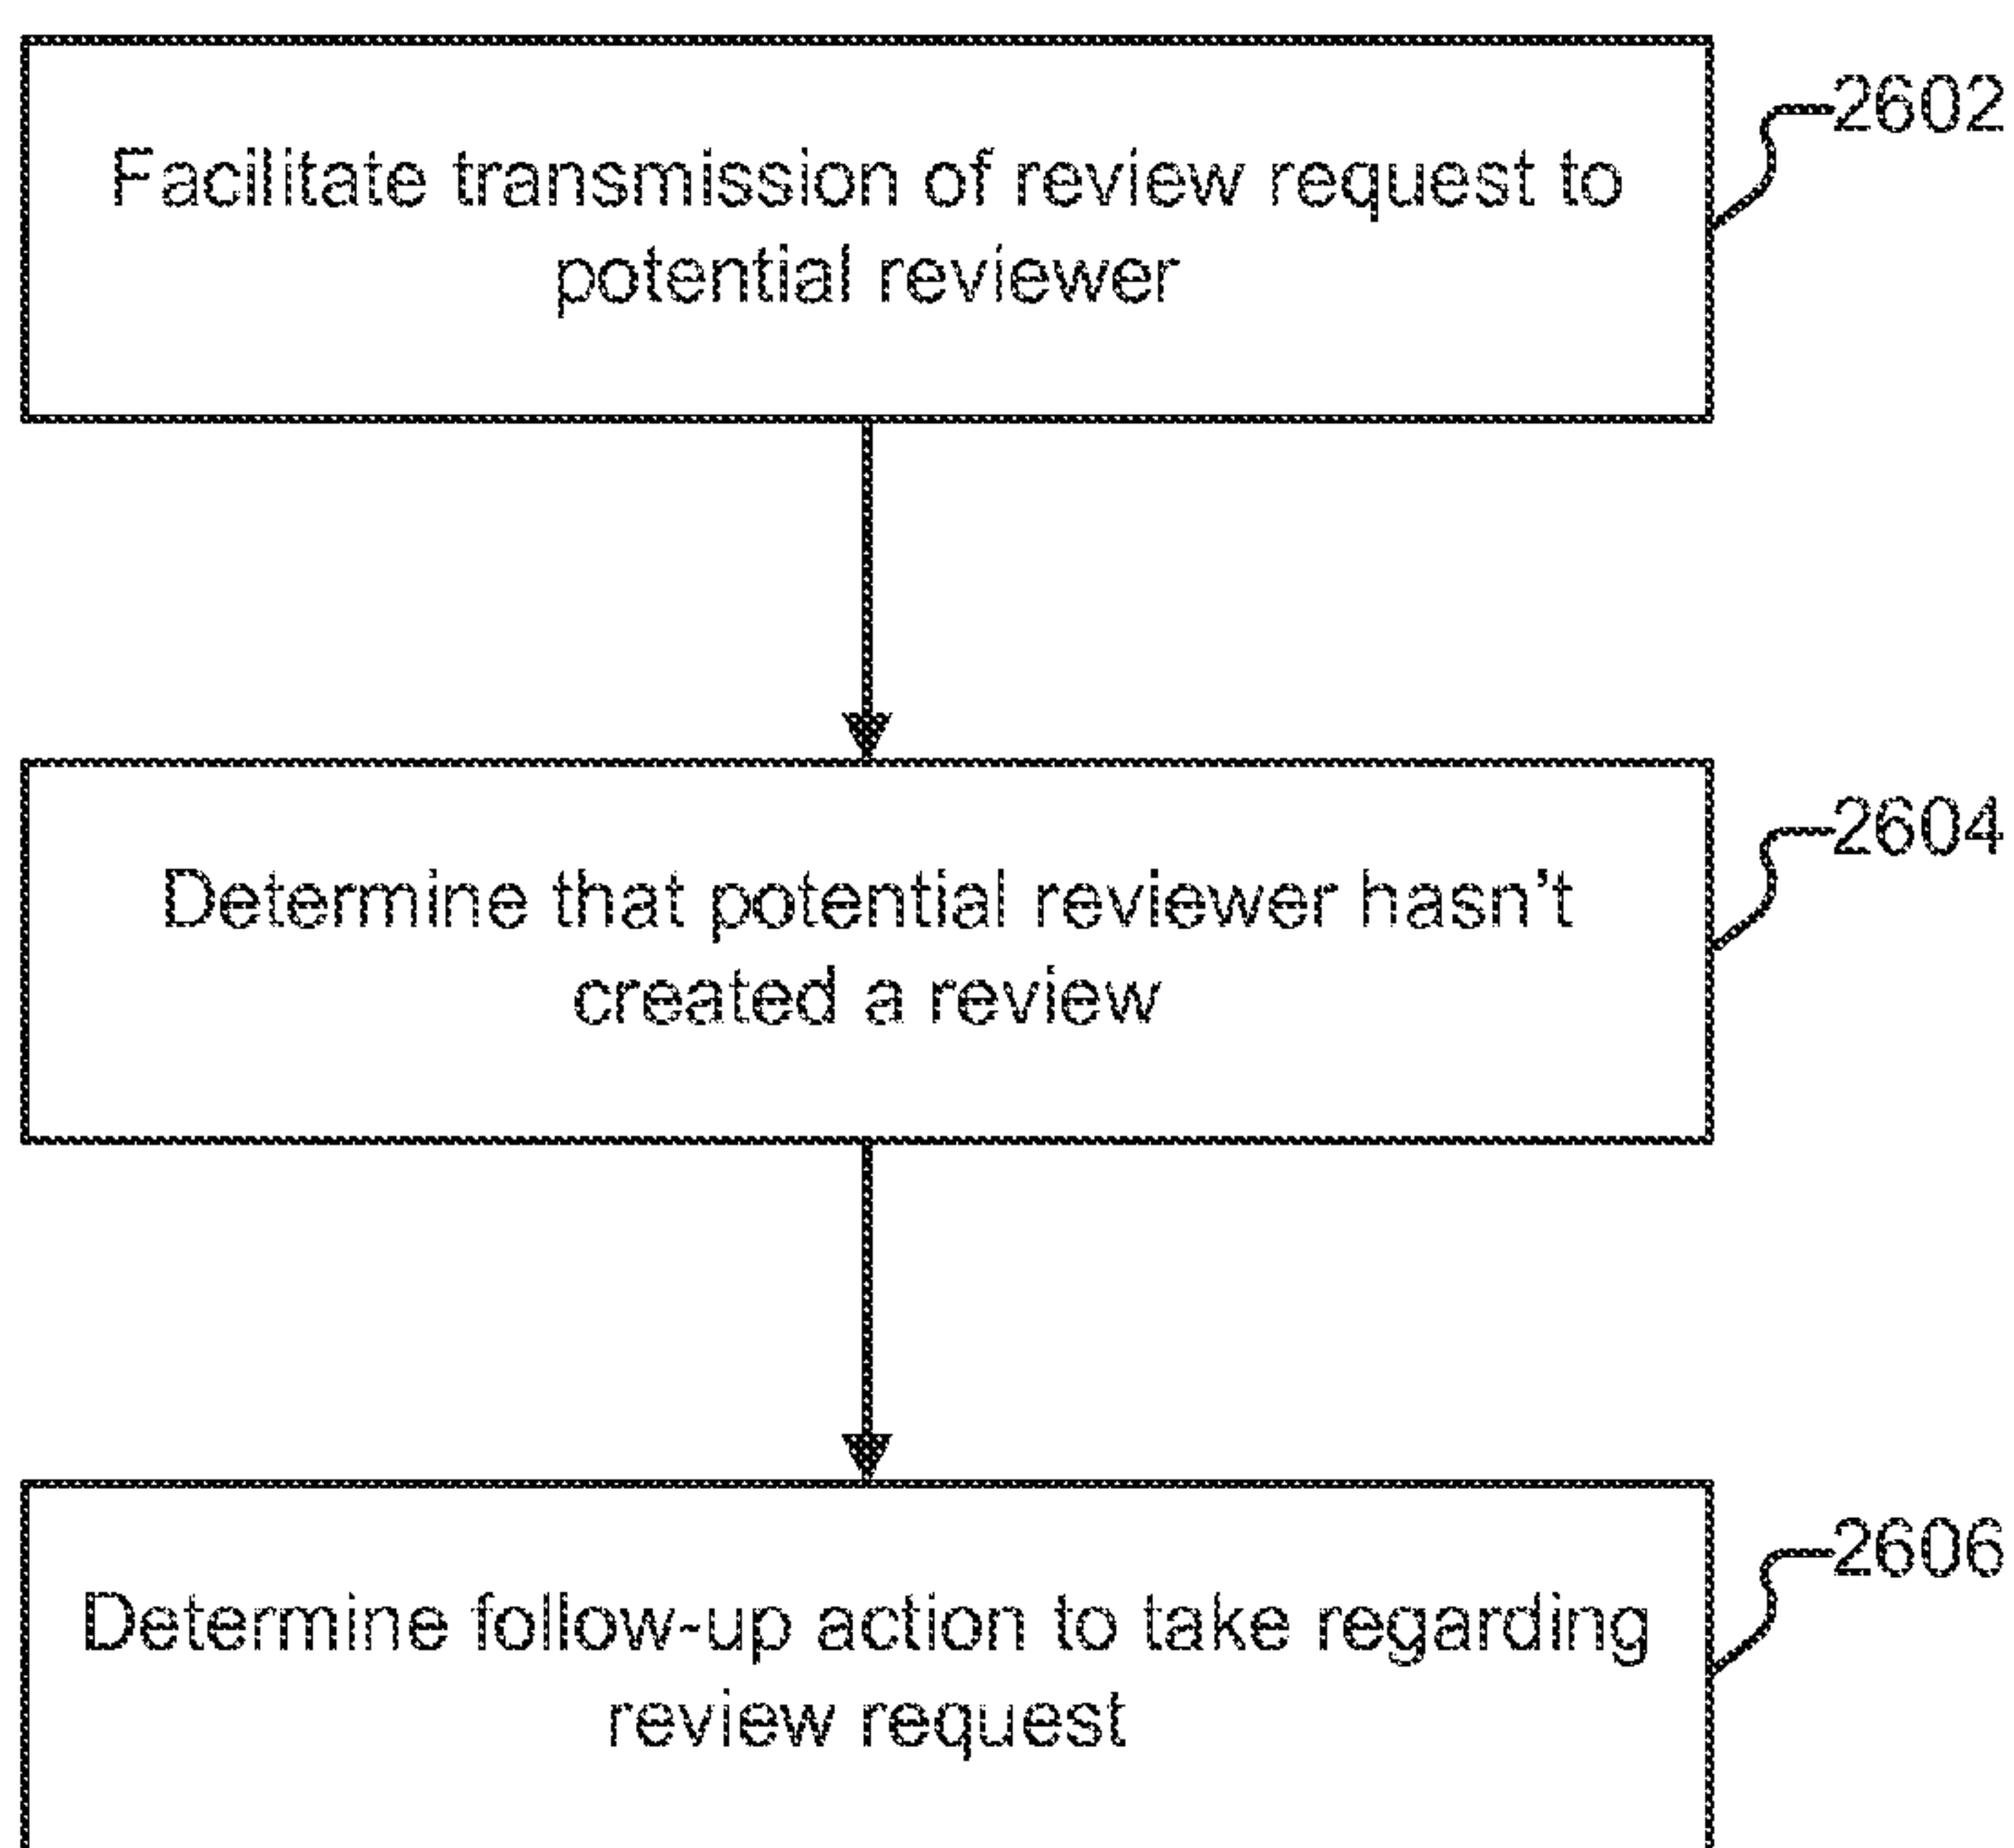 Facilitate transmission of review request to
potential reviewer
2602
Determine that potential reviewer hasn't
created a review
2604
Determine follow-up action to take regarding
review request
2606